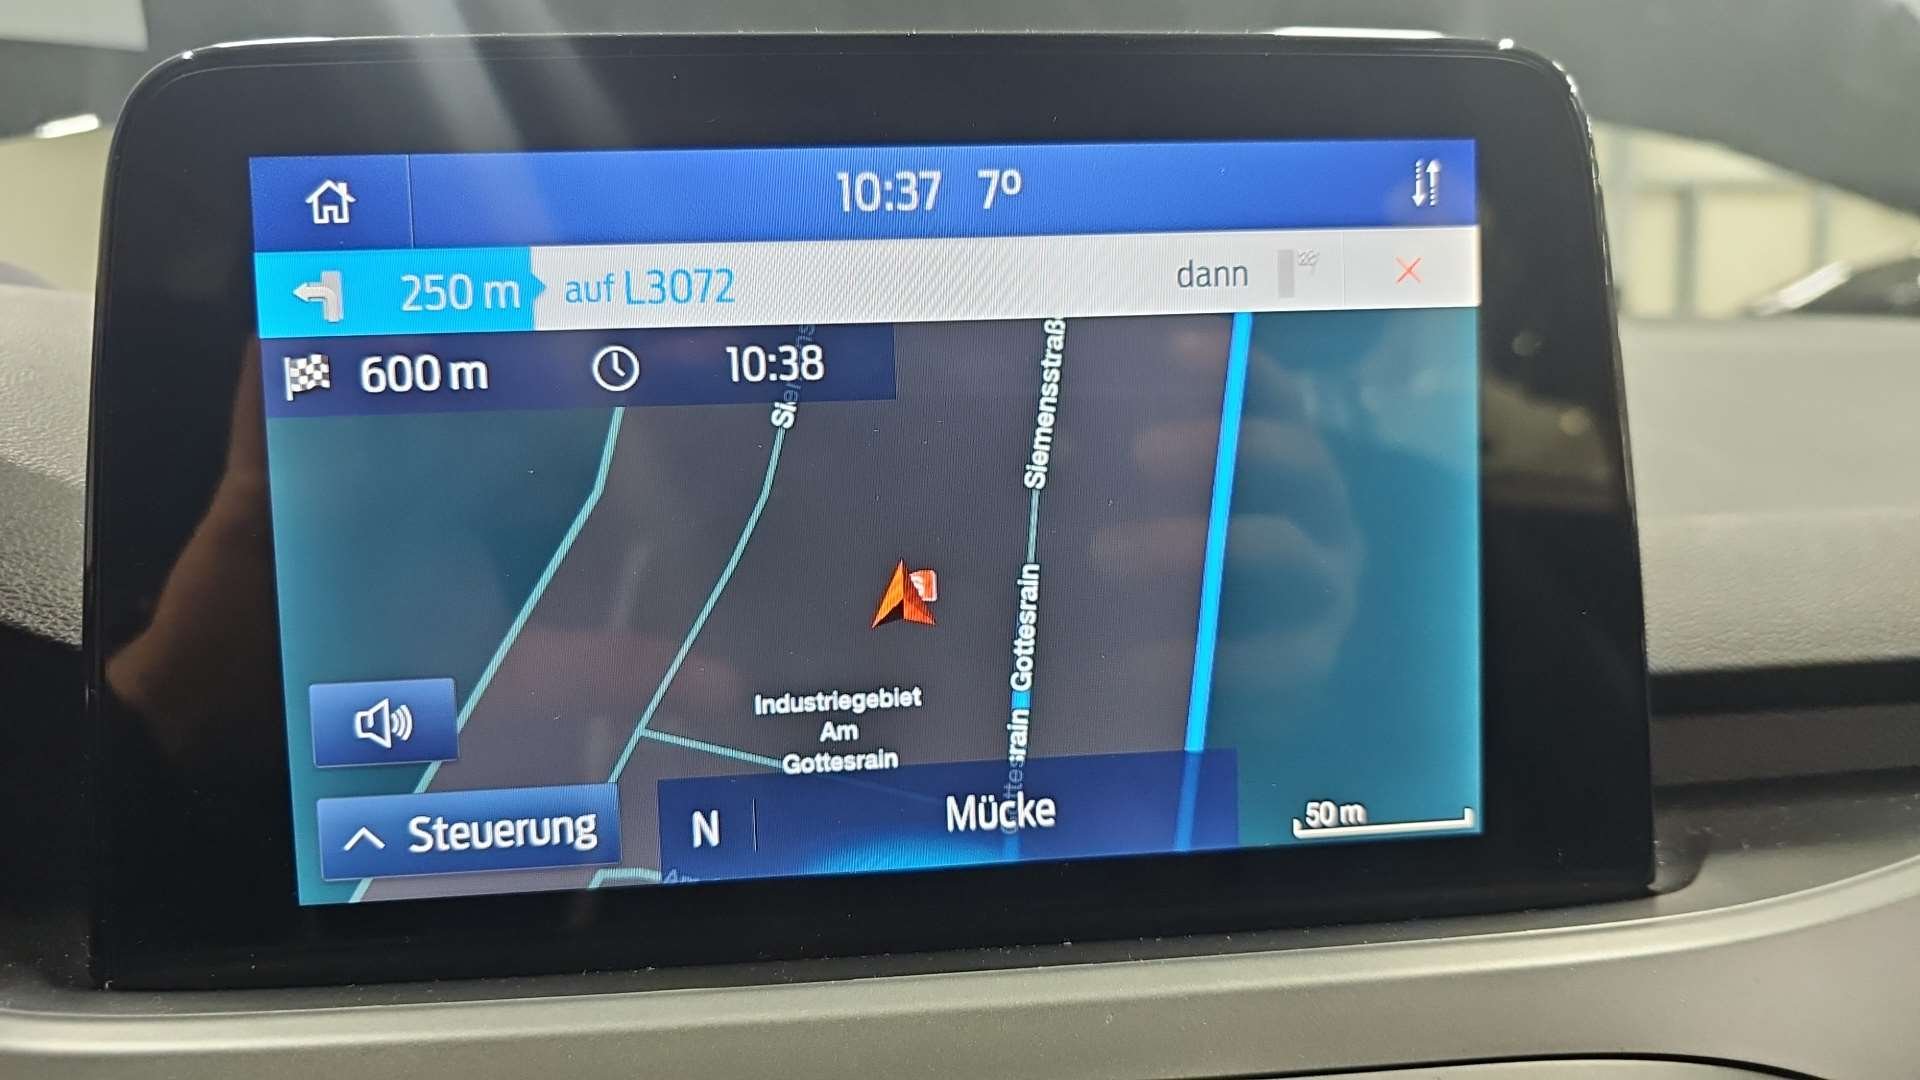 10:37 7°
250 m auf L3072 dann
600 m 10:38
Siemensstraß
Gottesrain
Industriegebiet
Am
Gottesrain
Steuerung
N Mücke
50 m